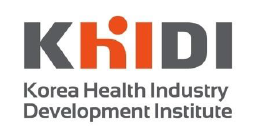 KHIDI
Korea Health Industry
Development Institute